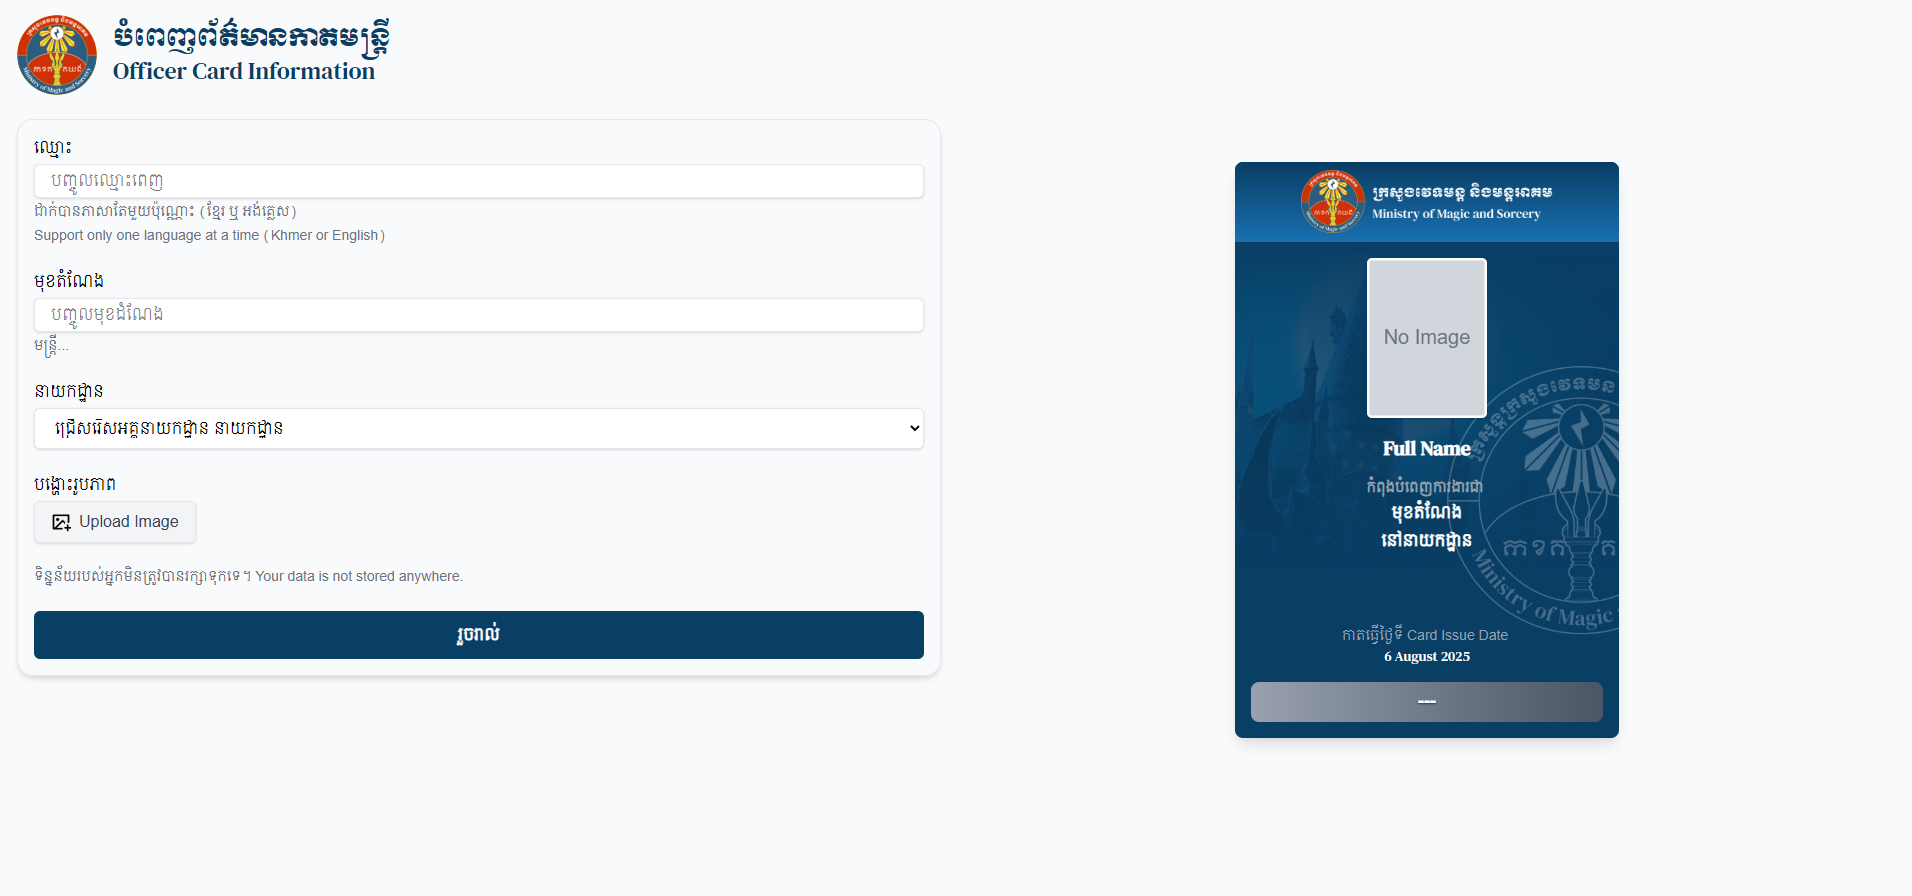 បំពេញព័ត៌មានកាតមន្ត្រី
Officer Card Information
ឈ្មោះ
បញ្ចូលឈ្មោះពេញ
ដាក់បានភាសាតែមួយប៉ុណ្ណោះ (ខ្មែរ ឬ អង់គ្លេស)
Support only one language at a time (Khmer or English)
មុខតំណែង
បញ្ចូលមុខដំណែង
មន្ត្រី...
នាយកដ្ឋាន
ជ្រើសរើសអគ្គនាយកដ្ឋាន នាយកដ្ឋាន
បង្ហោះរូបភាព
Upload Image
ទិន្នន័យរបស់អ្នកមិនត្រូវបានរក្សាទុកទេ។ Your data is not stored anywhere.
រួចរាល់
ក្រសួងវេទមន្ត និងមន្តអាគម
Ministry of Magic and Sorcery
No Image
Full Name
កំពុងបំពេញការងារជា
មុខតំណែង
នៅនាយកដ្ឋាន
កាតធ្វើថ្ងៃទី Card Issue Date
6 August 2025
---
Ministry of Magic